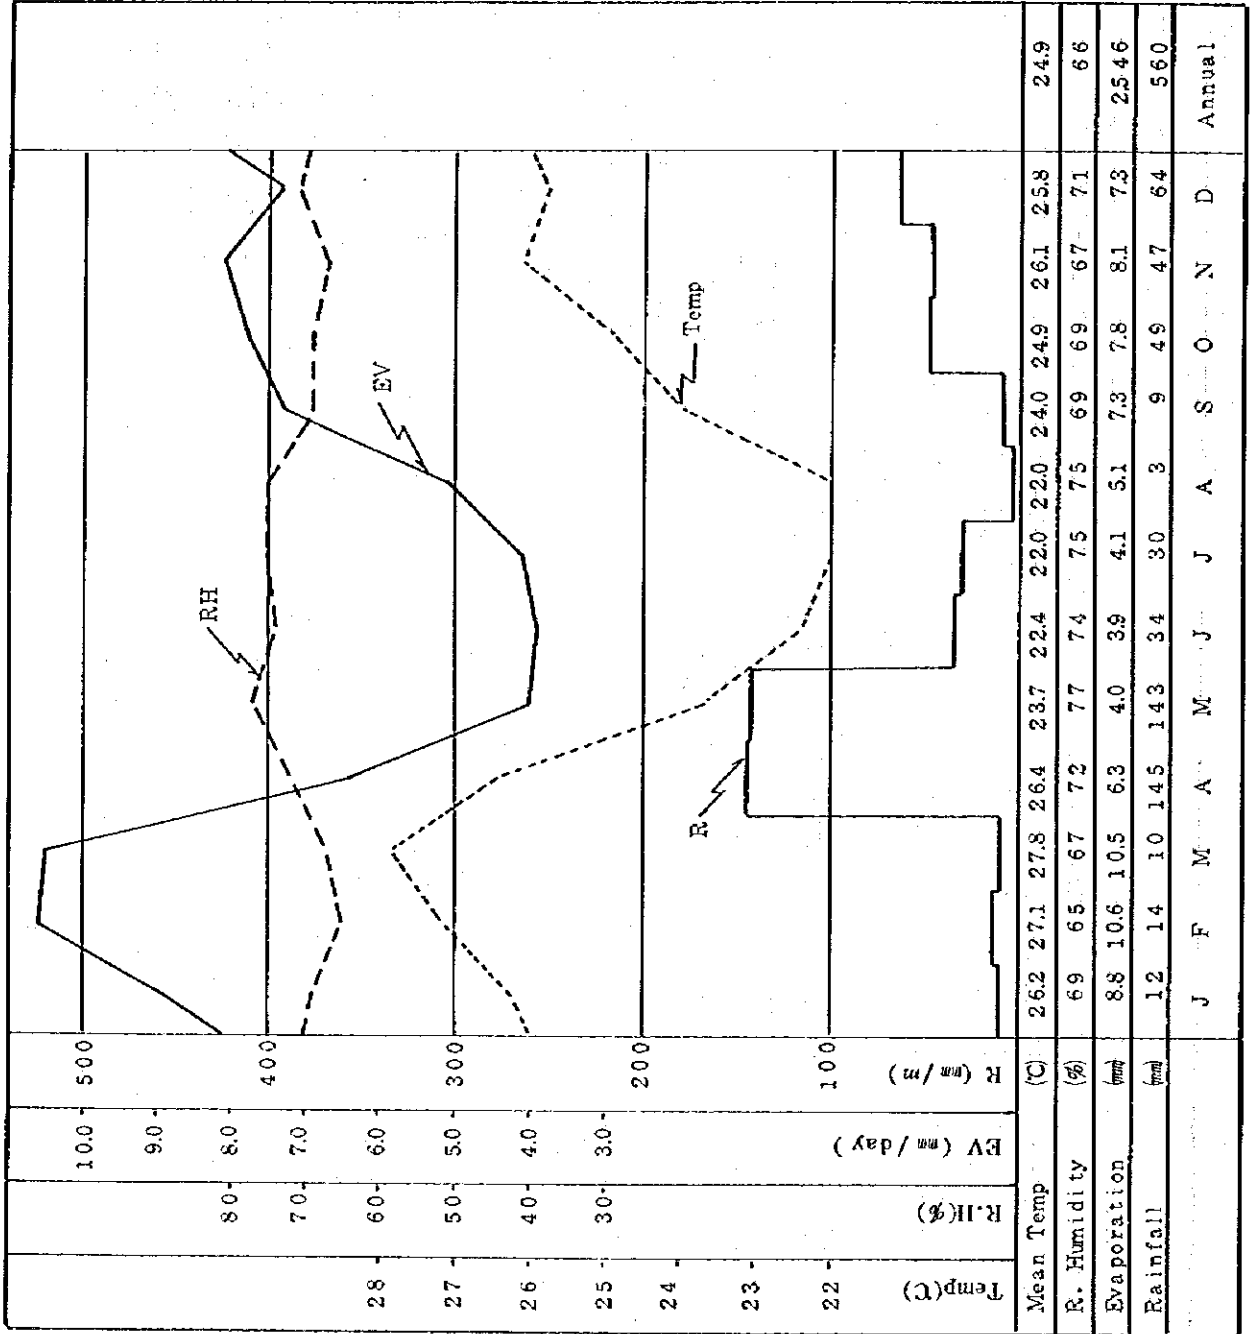 Temp(℃)
28
27
26
25
24
23
22
R.H(%)
80
70
60
50
40
30
EV (mm/day)
10.0
9.0
8.0
7.0
6.0
5.0
4.0
3.0
R (mm/m)
500
400
300
200
100
RH
EV
Temp
R
Mean Temp (℃) 26.2 27.1 27.8 26.4 23.7 22.4 22.0 22.0 24.0 24.9 26.1 25.8 24.9
R. Humidity (%) 69 65 67 72 77 74 75 75 69 69 67 71 66
Evaporation (mm) 8.8 10.6 10.5 6.3 4.0 3.9 4.1 5.1 7.3 7.8 8.1 7.3 2546
Rainfall (mm) 12 14 10 145 143 34 30 3 9 49 47 64 560
J F M A M J J A S O N D Annual